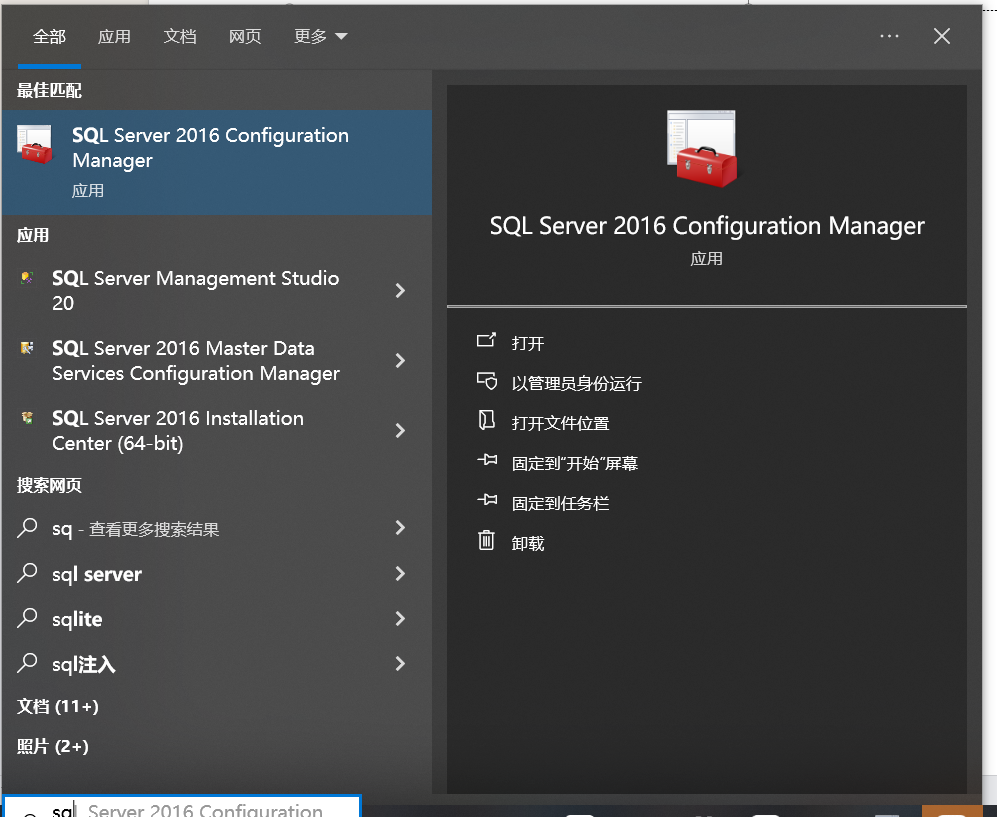 全部 应用 文档 网页 更多
最佳匹配
SQL Server 2016 Configuration
Manager
应用
应用
SQL Server Management Studio
20
SQL Server 2016 Master Data
Services Configuration Manager
SQL Server 2016 Installation
Center (64-bit)
搜索网页
sq - 查看更多搜索结果
sql server
sqlite
sql注入
文档 (11+)
照片 (2+)
sql Server 2016 Configuration
SQL Server 2016 Configuration Manager
应用
打开
以管理员身份运行
打开文件位置
固定到"开始"屏幕
固定到任务栏
卸载